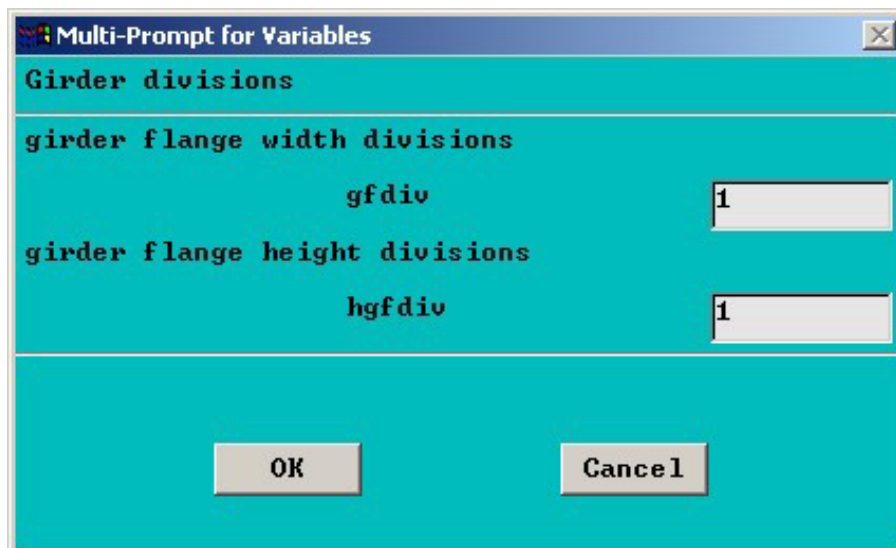 Multi-Prompt for Variables
Girder divisions
girder flange width divisions
gfdiv 1
girder flange height divisions
hgfdiv 1
OK Cancel